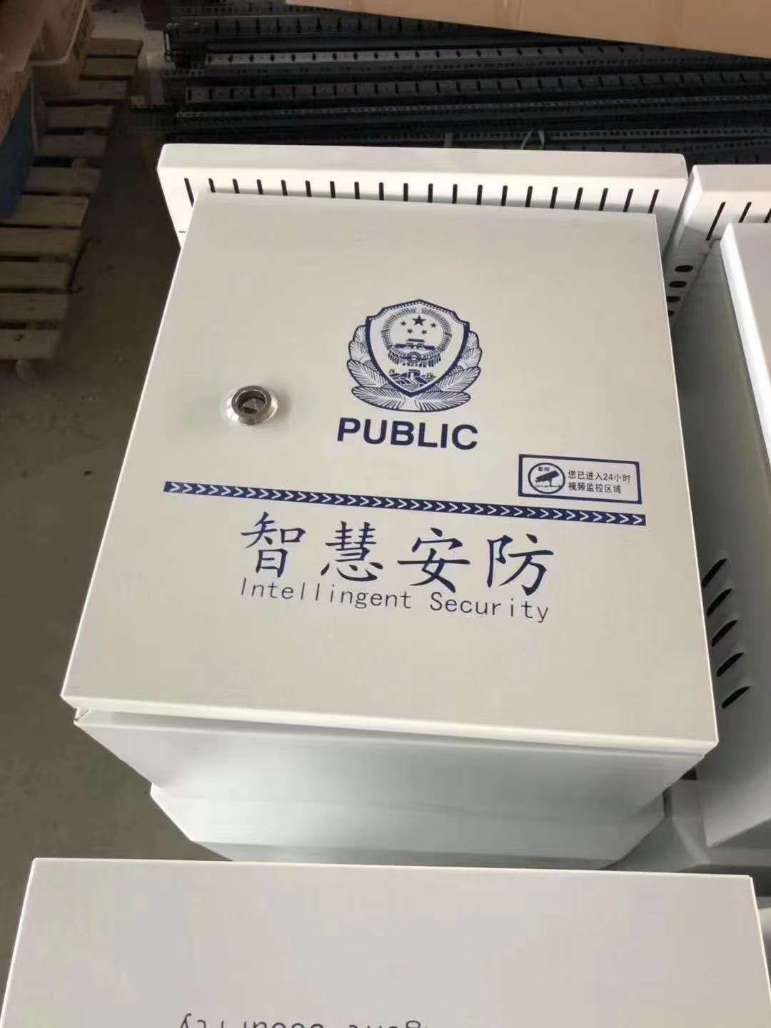 PUBLIC
您已进入24小时
视频监控区域
智慧安防
Intellingent Security